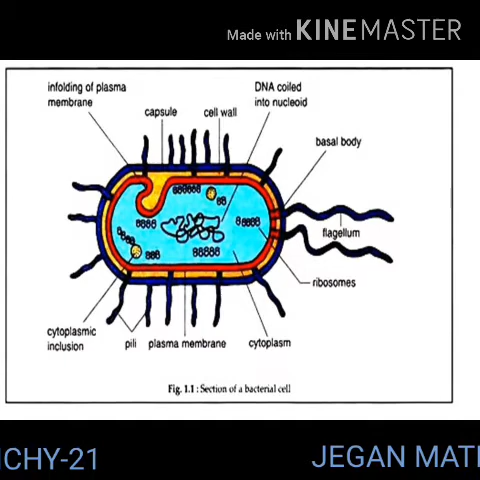 Made with KINEMASTER
infolding of plasma
membrane
capsule
cell wall
DNA coiled
into nucleoid
basal body
flagellum
ribosomes
cytoplasmic
inclusion
pili
plasma membrane
cytoplasm
Fig. 1.1 : Section of a bacterial cell
ICHY-21
JEGAN MAT